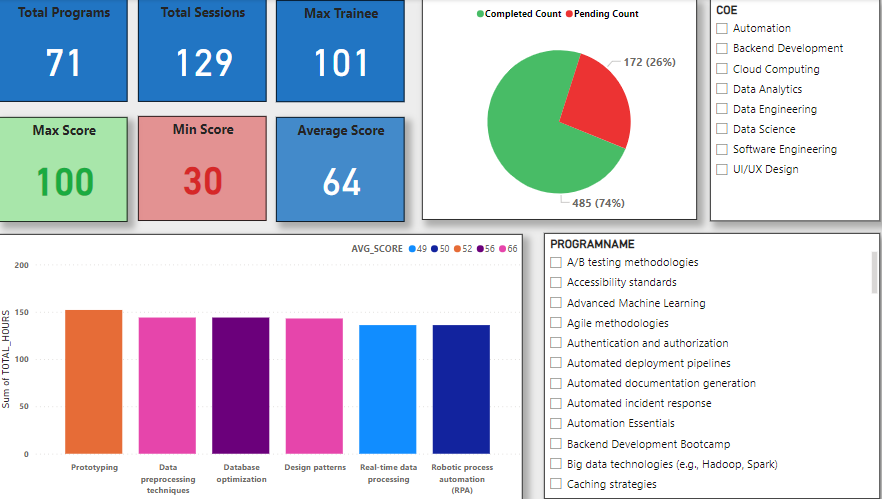 Total Programs
71
Total Sessions
129
Max Trainee
101
Max Score
100
Min Score
30
Average Score
64
Completed Count
Pending Count
172 (26%)
485 (74%)
COE
Automation
Backend Development
Cloud Computing
Data Analytics
Data Engineering
Data Science
Software Engineering
UI/UX Design
AVG_SCORE 49 50 52 56 66
Sum of TOTAL_HOURS
200
150
100
50
0
Prototyping
Data
preprocessing
techniques
Database
optimization
Design patterns
Real-time data
processing
Robotic process
automation
(RPA)
PROGRAMNAME
A/B testing methodologies
Accessibility standards
Advanced Machine Learning
Agile methodologies
Authentication and authorization
Automated deployment pipelines
Automated documentation generation
Automated incident response
Automation Essentials
Backend Development Bootcamp
Big data technologies (e.g., Hadoop, Spark)
Caching strategies